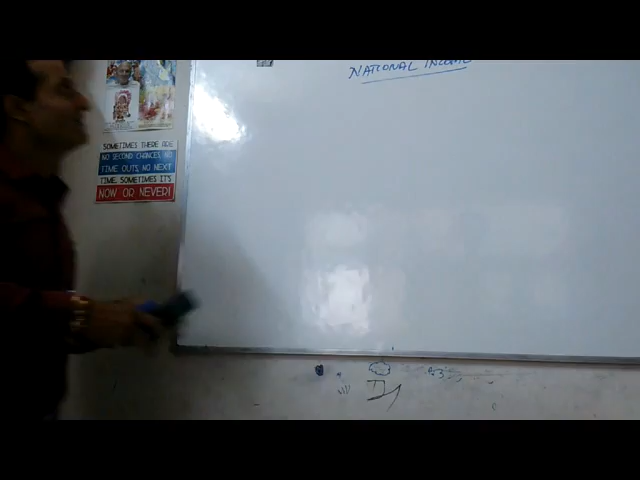 NATIONAL INCOME
SOMETIMES THERE ARE
NO SECOND CHANCES, NO
TIME OUTS, NO NEXT
TIME. SOMETIMES IT'S
NOW OR NEVER!